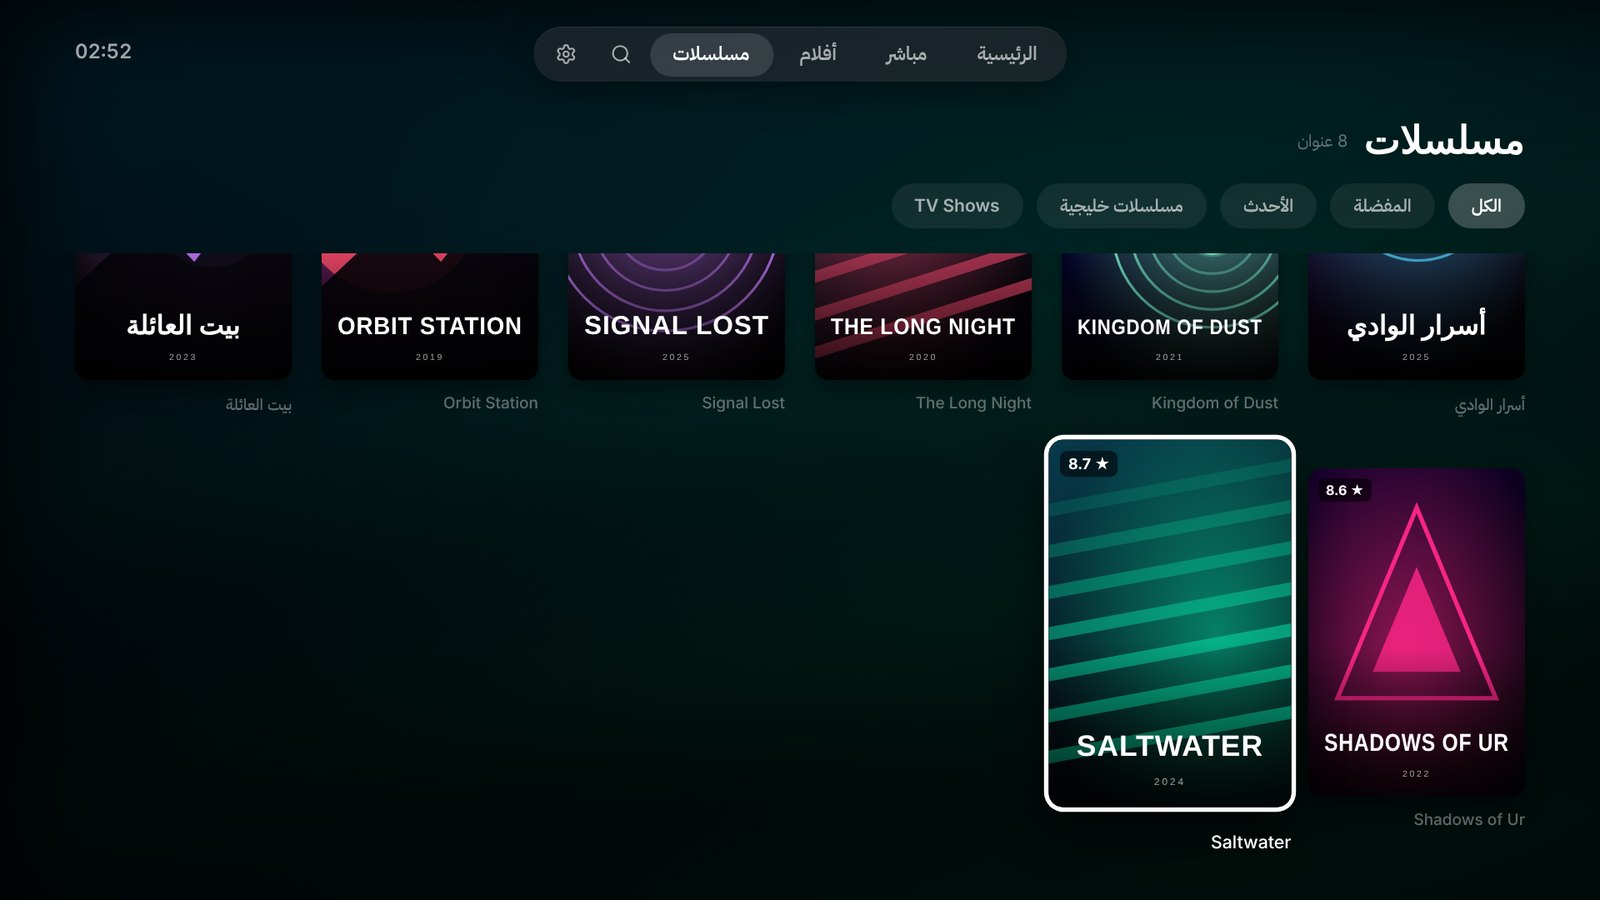 02:52
الرئيسية
مباشر
أفلام
مسلسلات
مسلسلات
8 عنوان
الكل
المفضلة
الأحدث
مسلسلات خليجية
TV Shows
أسرار الوادي
2025
أسرار الوادي
KINGDOM OF DUST
2021
Kingdom of Dust
THE LONG NIGHT
2020
The Long Night
SIGNAL LOST
2025
Signal Lost
ORBIT STATION
2019
Orbit Station
بيت العائلة
2023
بيت العائلة
8.6 ★
SHADOWS OF UR
2022
Shadows of Ur
8.7 ★
SALTWATER
2024
Saltwater